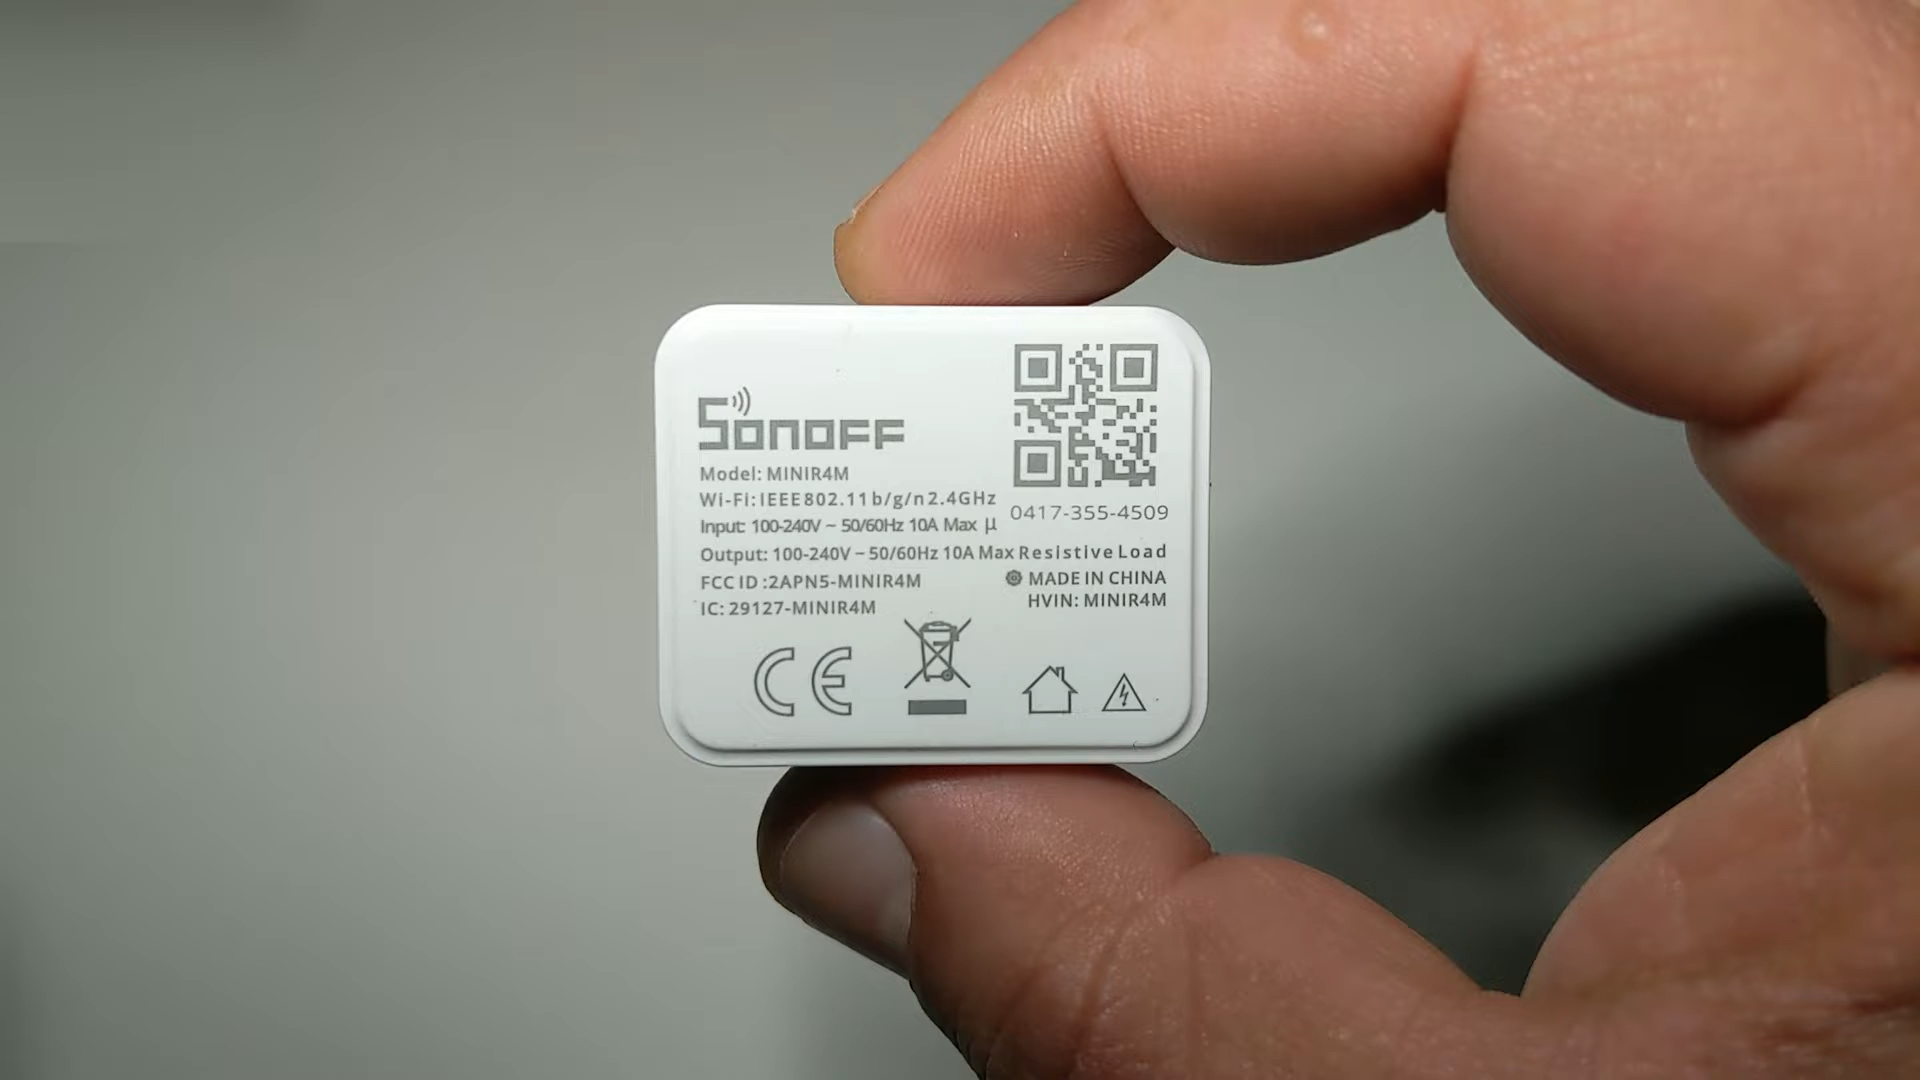 SONOFF
Model: MINIR4M
Wi-Fi: IEEE802.11b/g/n2.4GHz
0417-355-4509
Input: 100-240V ~ 50/60Hz 10A Max μ
Output: 100-240V ~ 50/60Hz 10A Max Resistive Load
FCC ID :2APN5-MINIR4M
MADE IN CHINA
IC: 29127-MINIR4M
HVIN: MINIR4M
CE